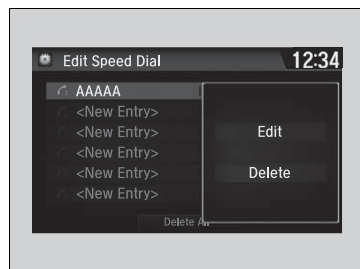 Edit Speed Dial
12:34
AAAAA
<New Entry>
<New Entry>
<New Entry>
<New Entry>
<New Entry>
Edit
Delete
Delete